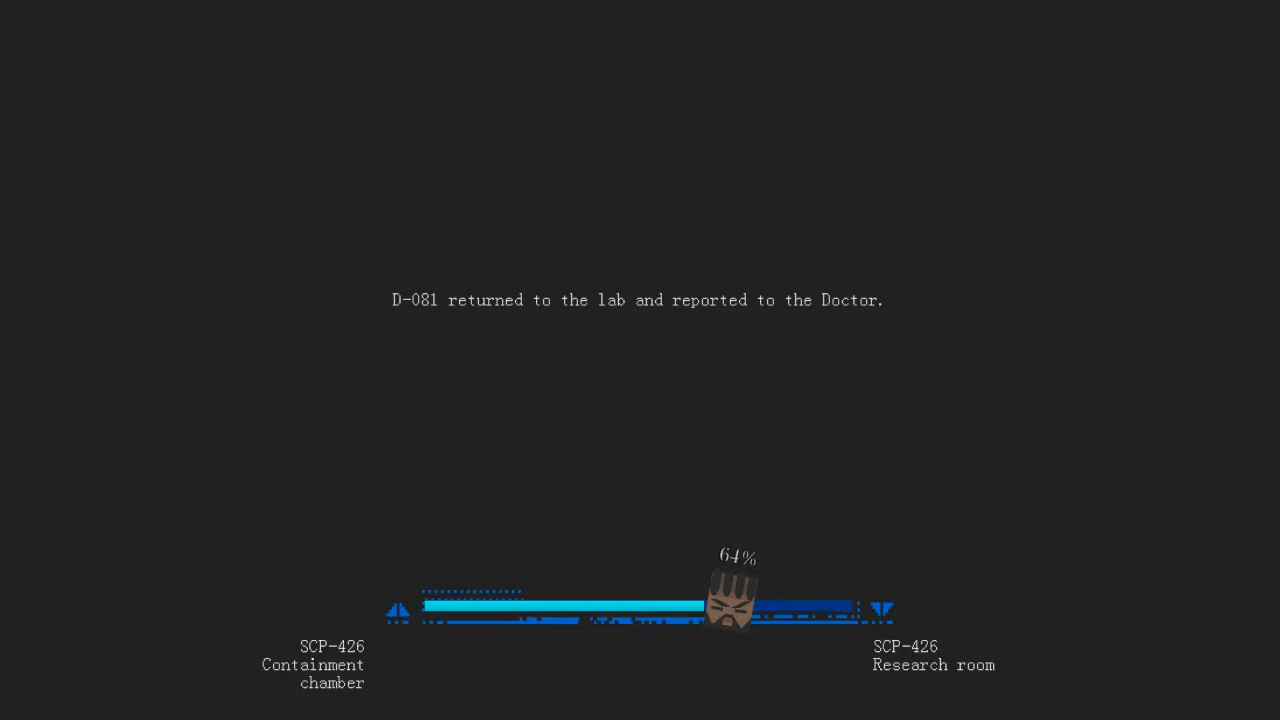 D-081 returned to the lab and reported to the Doctor.
64%
SCP-426
Containment
chamber
SCP-426
Research room